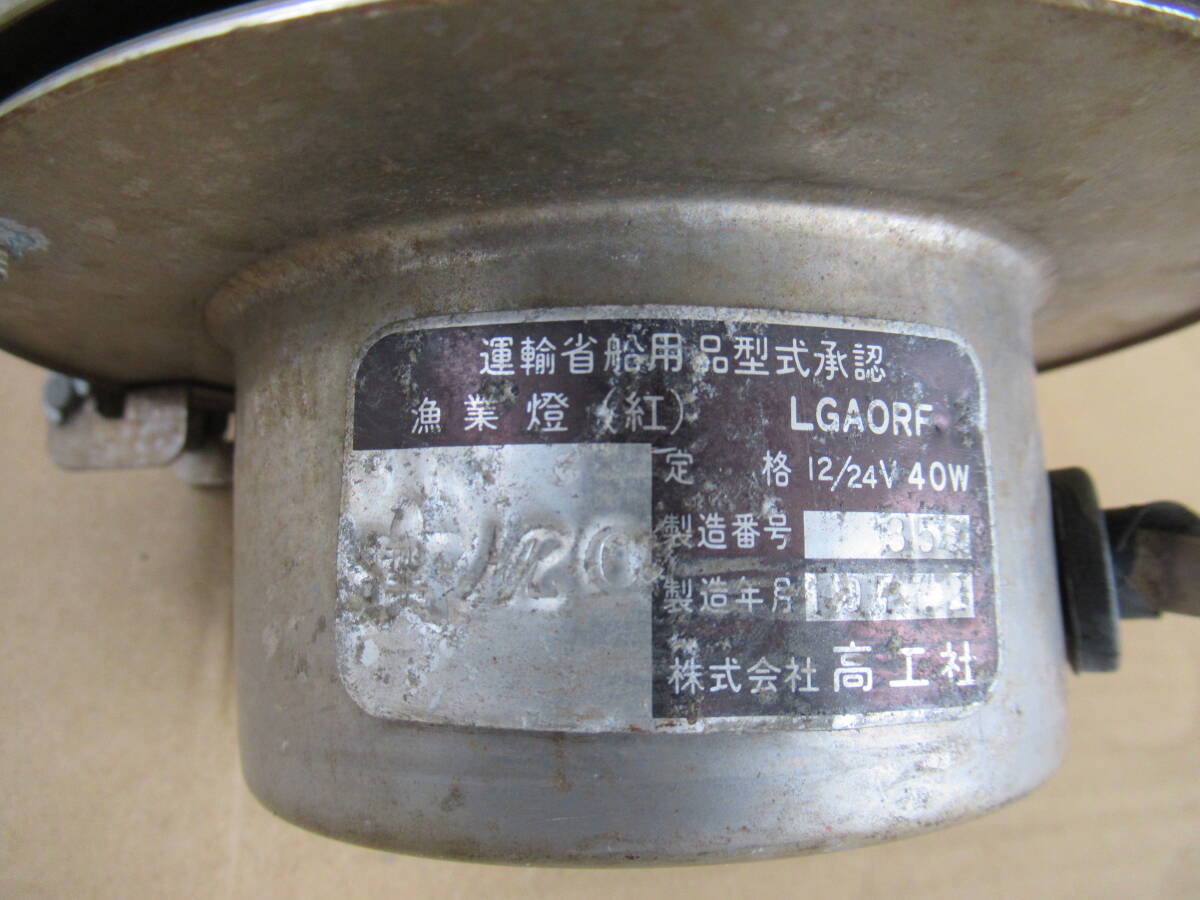 運輸省船用品型式承認
漁業燈(紅) LGAORF
定格 12/24V 40W
製造番号
製造年月
株式会社 高工社